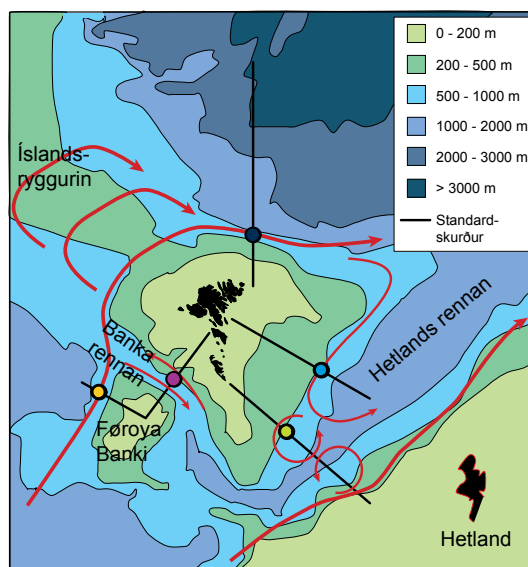 0 - 200 m
200 - 500 m
500 - 1000 m
1000 - 2000 m
2000 - 3000 m
> 3000 m
Standard-
skurður
Íslands-
ryggurin
Banka
rennan
Hetlands rennan
Føroya
Banki
Hetland